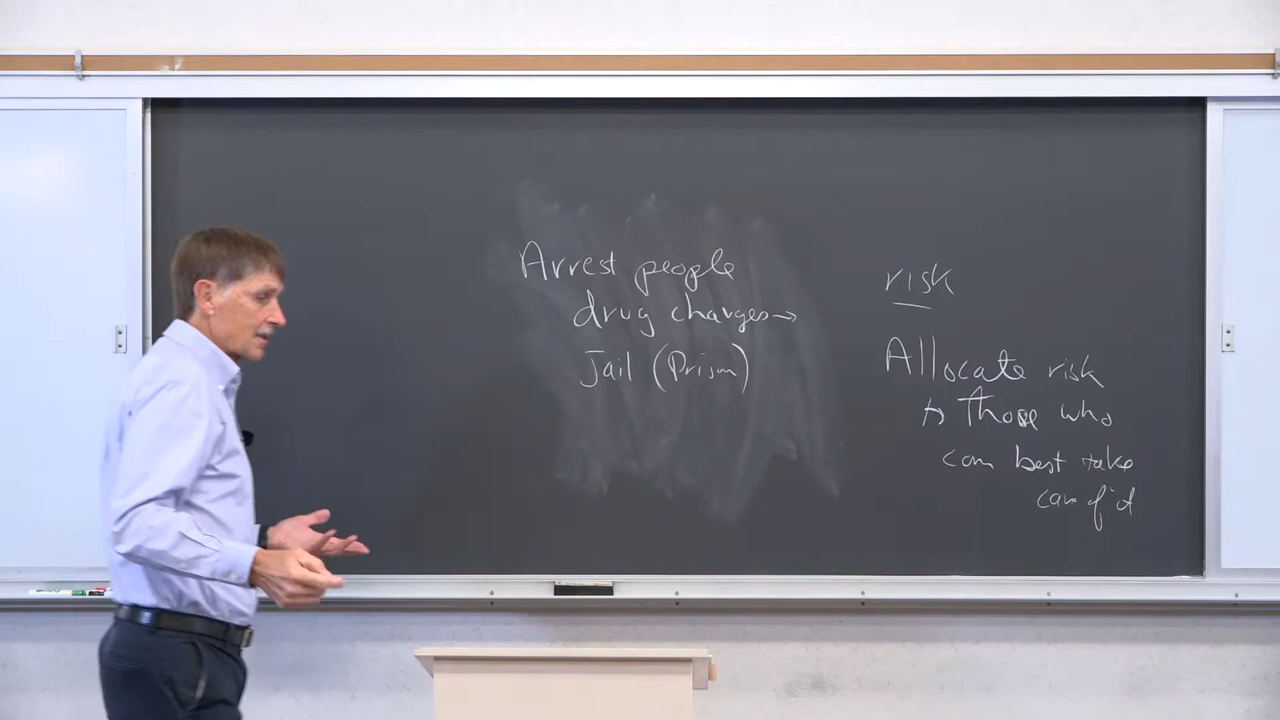 Arrest people
drug charges→
Jail (Prison)
risk
Allocate risk
to those who
can best take
care of it